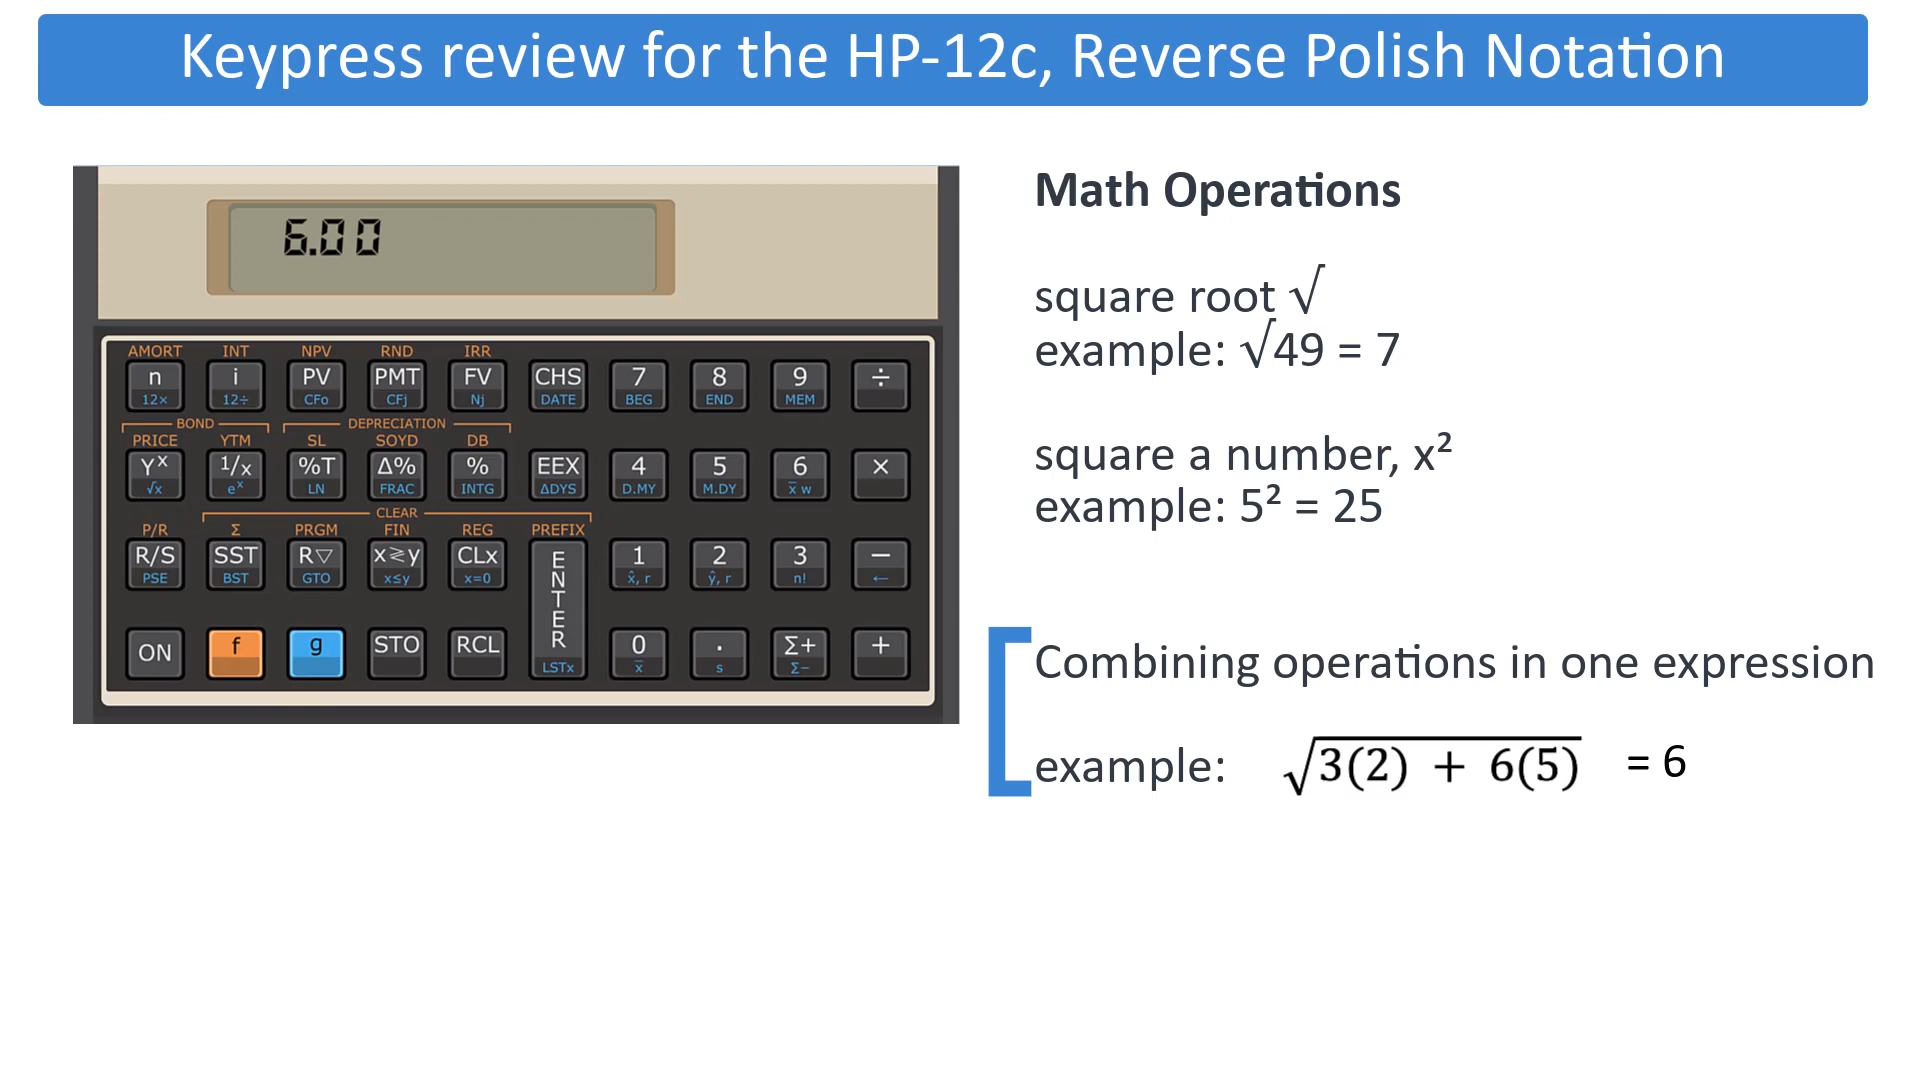 Keypress review for the HP-12c, Reverse Polish Notation
6.00
AMORT INT NPV RND IRR
n i PV PMT FV CHS 7 8 9 ÷
12× 12÷ CFo CFj Nj DATE BEG END MEM
BOND DEPRECIATION
PRICE YTM SL SOYD DB
Yˣ 1/x %T Δ% % EEX 4 5 6 ×
√x eˣ LN FRAC INTG ΔDYS D.MY M.DY x̄ w
CLEAR
P/R Σ PRGM FIN REG PREFIX
R/S SST R▽ x≷y CLx ENTER 1 2 3 −
PSE BST GTO x≤y x=0 x̂, r ŷ, r n! ←
ON f g STO RCL 0 . Σ+ +
LSTx x̄ s Σ−
Math Operations
square root √
example: √49 = 7
square a number, x²
example: 5² = 25
Combining operations in one expression
example: √3(2) + 6(5) = 6